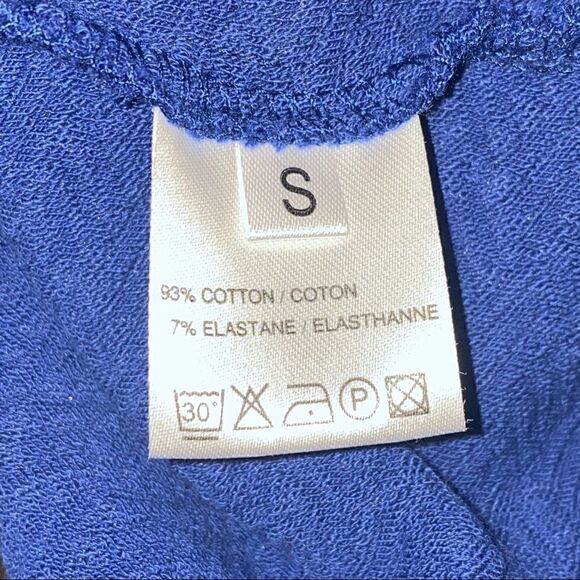 S
93% COTTON / COTON
7% ELASTANE / ELASTHANNE
30° P